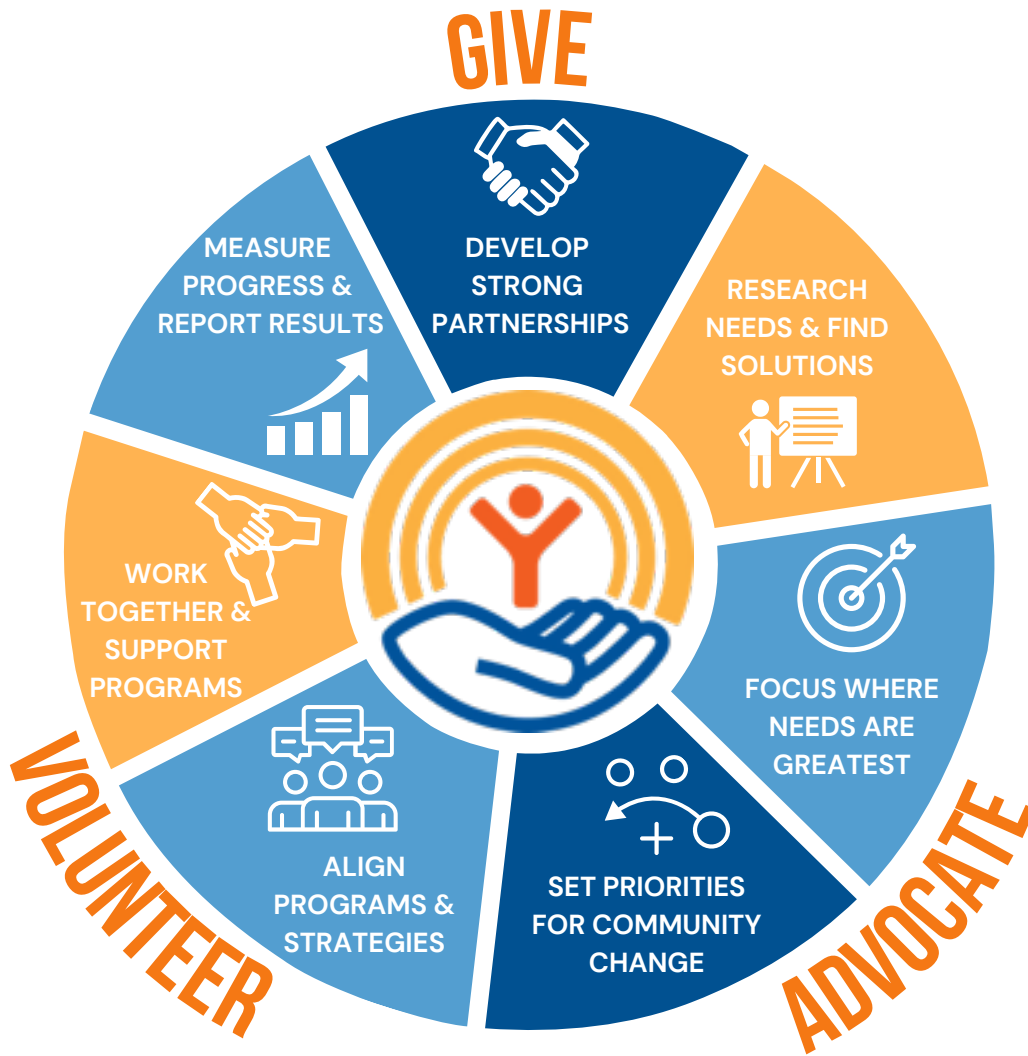 GIVE
DEVELOP
STRONG
PARTNERSHIPS
RESEARCH
NEEDS & FIND
SOLUTIONS
FOCUS WHERE
NEEDS ARE
GREATEST
ADVOCATE
SET PRIORITIES
FOR COMMUNITY
CHANGE
ALIGN
PROGRAMS &
STRATEGIES
VOLUNTEER
WORK
TOGETHER &
SUPPORT
PROGRAMS
MEASURE
PROGRESS &
REPORT RESULTS